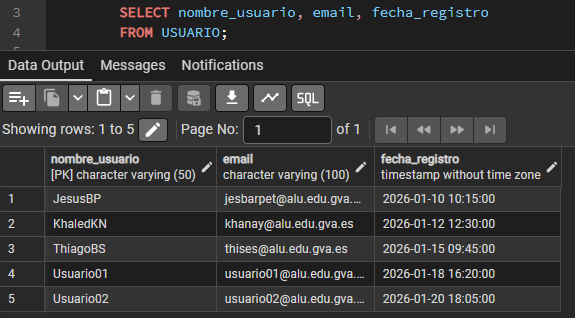 3 SELECT nombre_usuario, email, fecha_registro
4 FROM USUARIO;
Data Output Messages Notifications
SQL
Showing rows: 1 to 5 Page No: 1 of 1
nombre_usuario email fecha_registro
[PK] character varying (50) character varying (100) timestamp without time zone
1 JesusBP jesbarpet@alu.edu.gva.... 2026-01-10 10:15:00
2 KhaledKN khanay@alu.edu.gva.es 2026-01-12 12:30:00
3 ThiagoBS thises@alu.edu.gva.es 2026-01-15 09:45:00
4 Usuario01 usuario01@alu.edu.gva.... 2026-01-18 16:20:00
5 Usuario02 usuario02@alu.edu.gva.... 2026-01-20 18:05:00